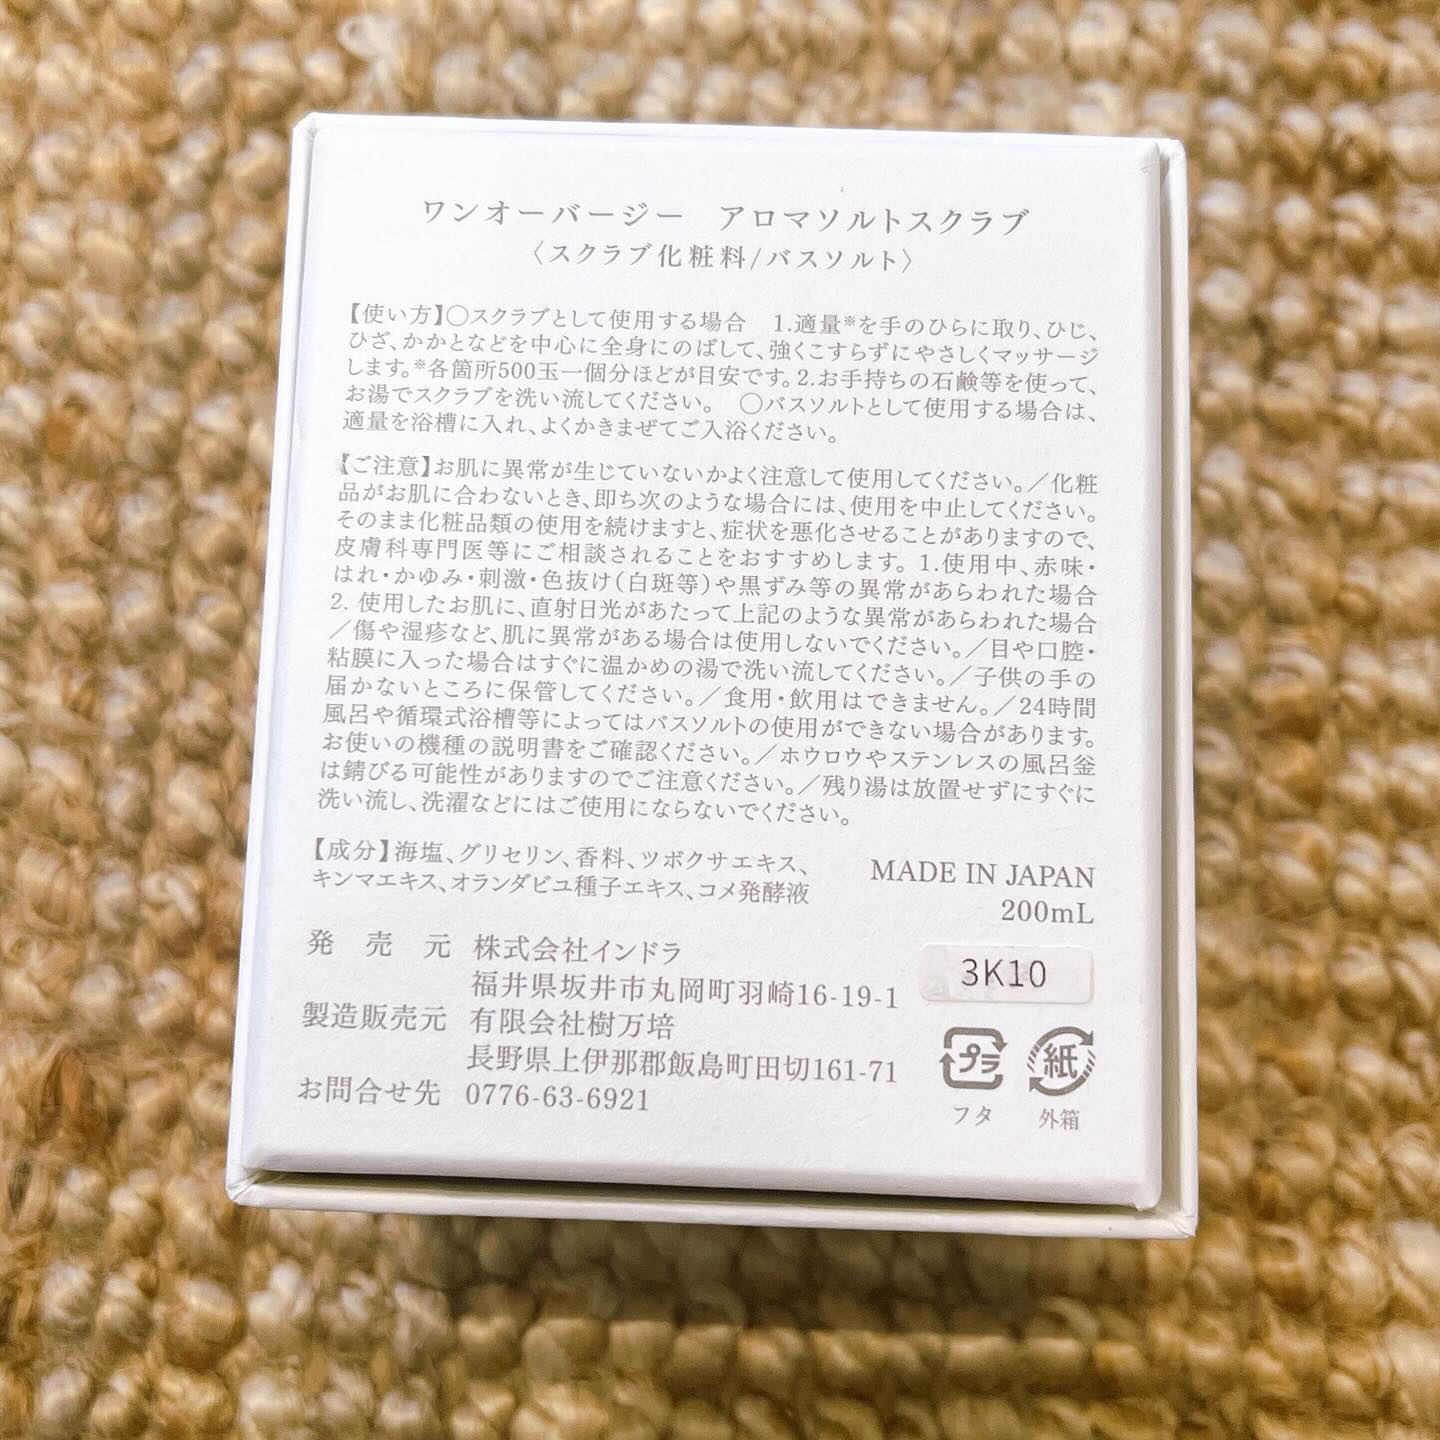 ワンオーバージー　アロマソルトスクラブ
〈スクラブ化粧料/バスソルト〉
【使い方】〇スクラブとして使用する場合　1.適量※を手のひらに取り、ひじ、
ひざ、かかとなどを中心に全身にのばして、強くこすらずにやさしくマッサージ
します。※各箇所500玉一個分ほどが目安です。2.お手持ちの石鹸等を使って、
お湯でスクラブを洗い流してください。　〇バスソルトとして使用する場合は、
適量を浴槽に入れ、よくかきまぜてご入浴ください。
【ご注意】お肌に異常が生じていないかよく注意して使用してください。／化粧
品がお肌に合わないとき、即ち次のような場合には、使用を中止してください。
そのまま化粧品類の使用を続けますと、症状を悪化させることがありますので、
皮膚科専門医等にご相談されることをおすすめします。1.使用中、赤味・
はれ・かゆみ・刺激・色抜け(白斑等)や黒ずみ等の異常があらわれた場合
2. 使用したお肌に、直射日光があたって上記のような異常があらわれた場合
／傷や湿疹など、肌に異常がある場合は使用しないでください。／目や口腔・
粘膜に入った場合はすぐに温かめの湯で洗い流してください。／子供の手の
届かないところに保管してください。／食用・飲用はできません。／24時間
風呂や循環式浴槽等によってはバスソルトの使用ができない場合があります。
お使いの機種の説明書をご確認ください。／ホウロウやステンレスの風呂釜
は錆びる可能性がありますのでご注意ください。／残り湯は放置せずにすぐに
洗い流し、洗濯などにはご使用にならないでください。
【成分】海塩、グリセリン、香料、ツボクサエキス、
キンマエキス、オランダビユ種子エキス、コメ発酵液
MADE IN JAPAN
200mL
発　売　元　株式会社インドラ
福井県坂井市丸岡町羽崎16-19-1
製造販売元　有限会社樹万培
長野県上伊那郡飯島町田切161-71
お問合せ先　0776-63-6921
3K10
プラ
フタ
紙
外箱